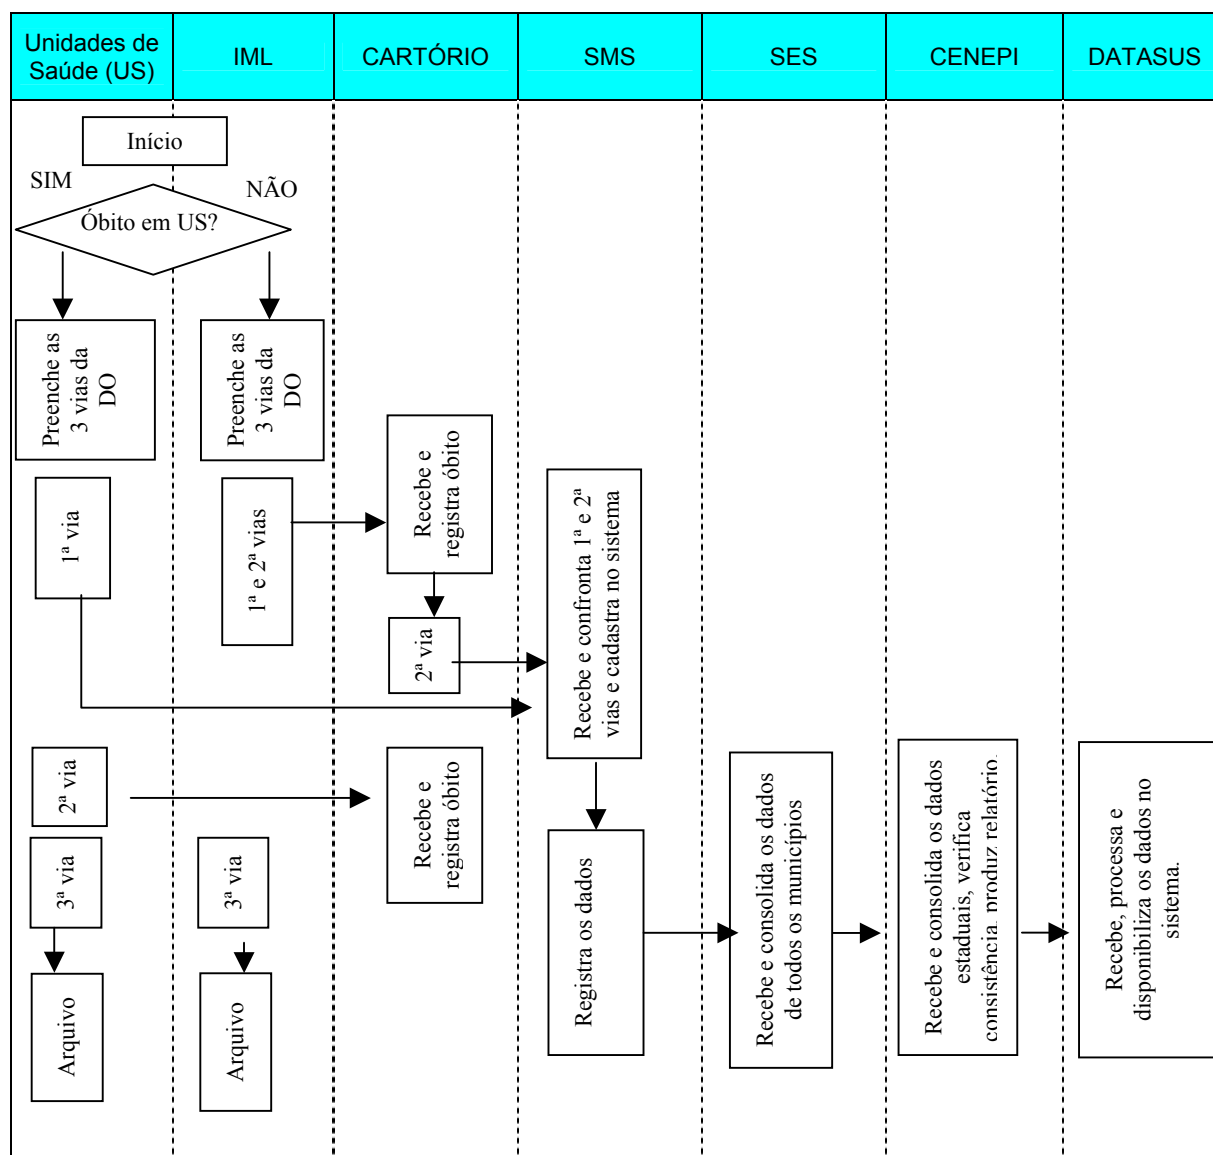 Unidades de
Saúde (US)
IML
CARTÓRIO
SMS
SES
CENEPI
DATASUS
Início
SIM
NÃO
Óbito em US?
Preenche as
3 vias da
DO
Preenche as
3 vias da
DO
1ª via
1ª e 2ª vias
Recebe e
registra óbito
2ª via
Recebe e confronta 1ª e 2ª
vias e cadastra no sistema
2ª via
Recebe e
registra óbito
3ª via
3ª via
Arquivo
Arquivo
Registra os dados
Recebe e consolida os dados
de todos os municípios
Recebe e consolida os dados
estaduais, verifica
consistência, produz relatório.
Recebe, processa e
disponibiliza os dados no
sistema.